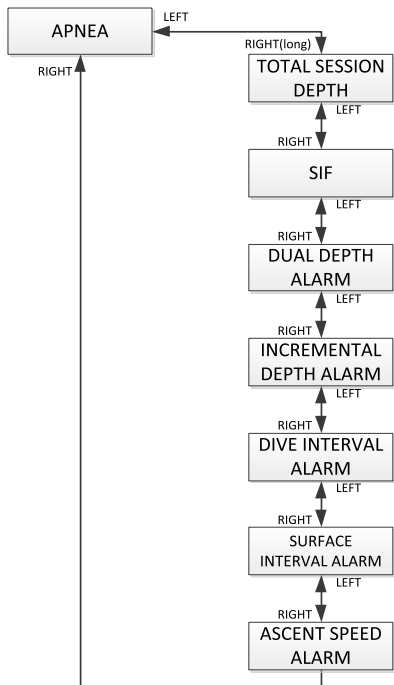 APNEA
LEFT
RIGHT(long)
RIGHT
TOTAL SESSION
DEPTH
LEFT
RIGHT
SIF
LEFT
RIGHT
DUAL DEPTH
ALARM
LEFT
RIGHT
INCREMENTAL
DEPTH ALARM
LEFT
RIGHT
DIVE INTERVAL
ALARM
LEFT
RIGHT
SURFACE
INTERVAL ALARM
LEFT
RIGHT
ASCENT SPEED
ALARM